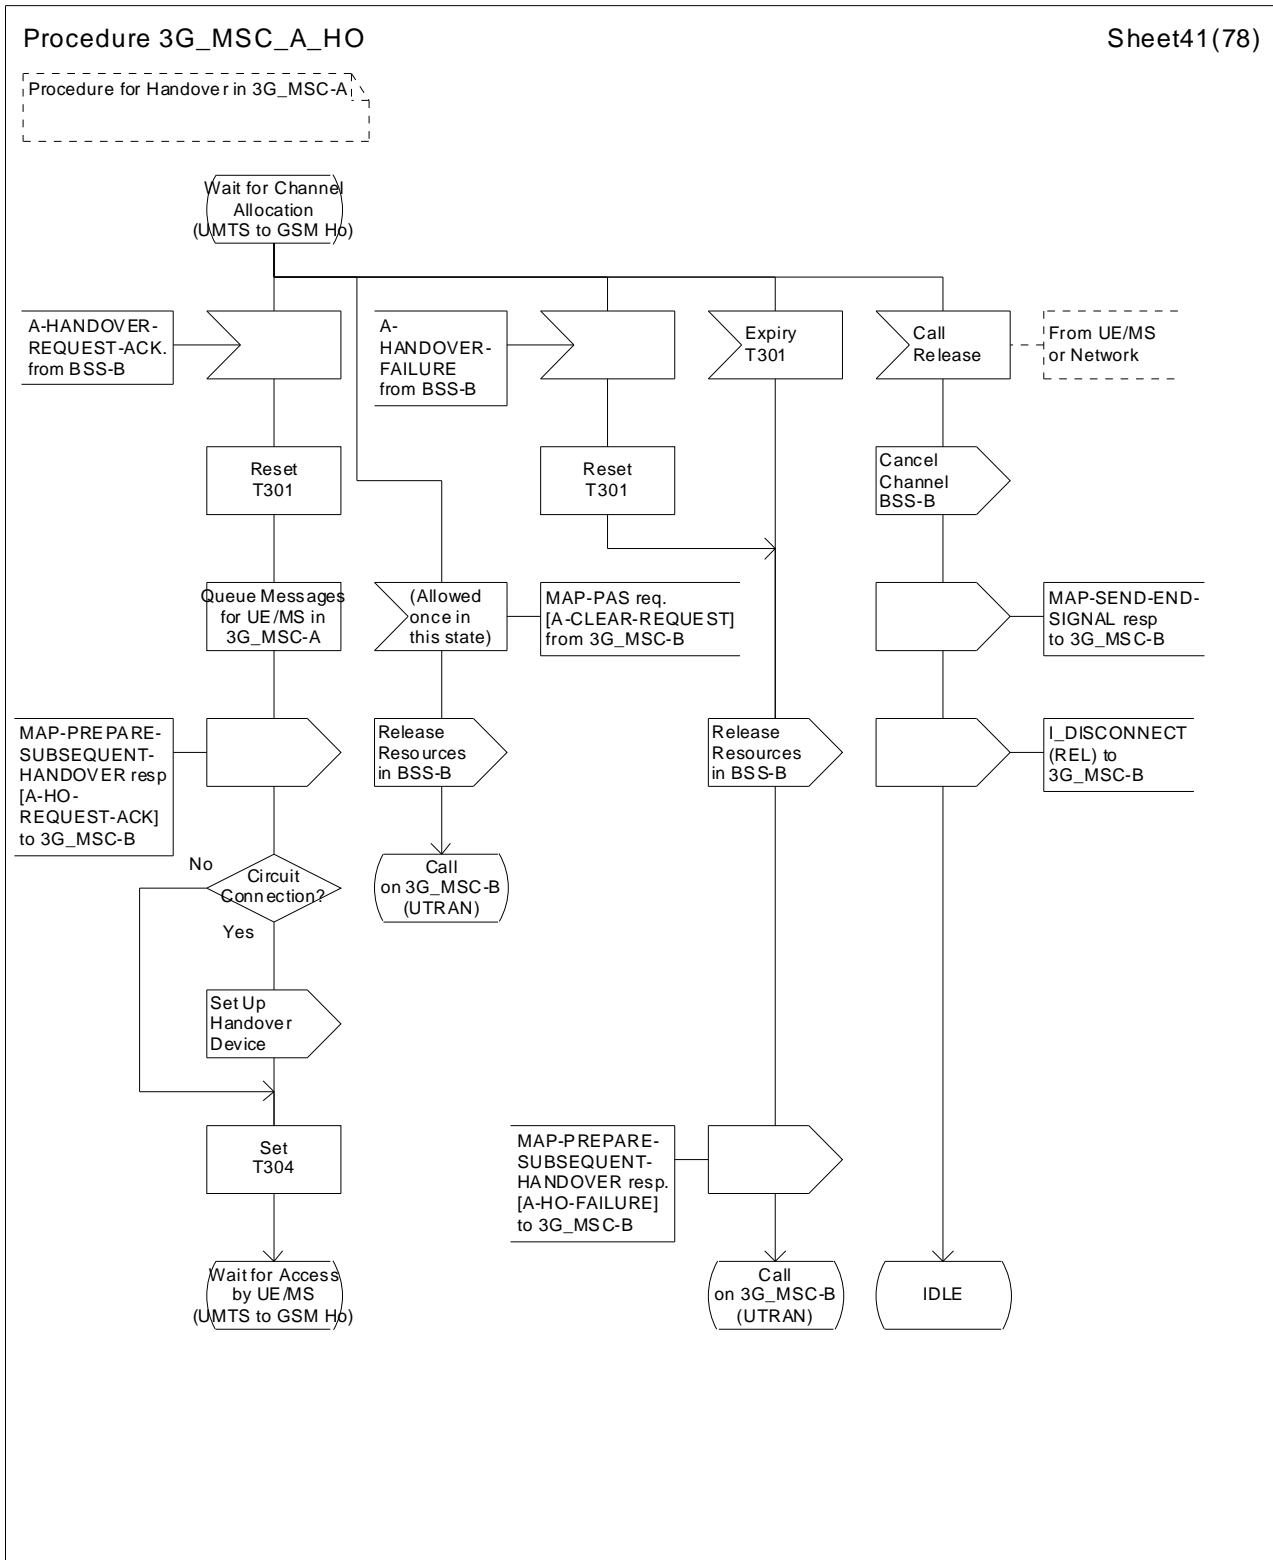 Procedure 3G_MSC_A_HO
Sheet41(78)
Procedure for Handover in 3G_MSC-A
Wait for Channel
Allocation
(UMTS to GSM Ho)
A-HANDOVER-
REQUEST-ACK.
from BSS-B
A-
HANDOVER-
FAILURE
from BSS-B
Expiry
T301
Call
Release
From UE/MS
or Network
Reset
T301
Reset
T301
Cancel
Channel
BSS-B
Queue Messages
for UE/MS in
3G_MSC-A
(Allowed
once in
this state)
MAP-PAS req.
[A-CLEAR-REQUEST]
from 3G_MSC-B
MAP-SEND-END-
SIGNAL resp
to 3G_MSC-B
MAP-PREPARE-
SUBSEQUENT-
HANDOVER resp
[A-HO-
REQUEST-ACK]
to 3G_MSC-B
Release
Resources
in BSS-B
Release
Resources
in BSS-B
I_DISCONNECT
(REL) to
3G_MSC-B
No
Circuit
Connection?
Yes
Call
on 3G_MSC-B
(UTRAN)
Set Up
Handover
Device
Set
T304
MAP-PREPARE-
SUBSEQUENT-
HANDOVER resp.
[A-HO-FAILURE]
to 3G_MSC-B
Wait for Access
by UE/MS
(UMTS to GSM Ho)
Call
on 3G_MSC-B
(UTRAN)
IDLE